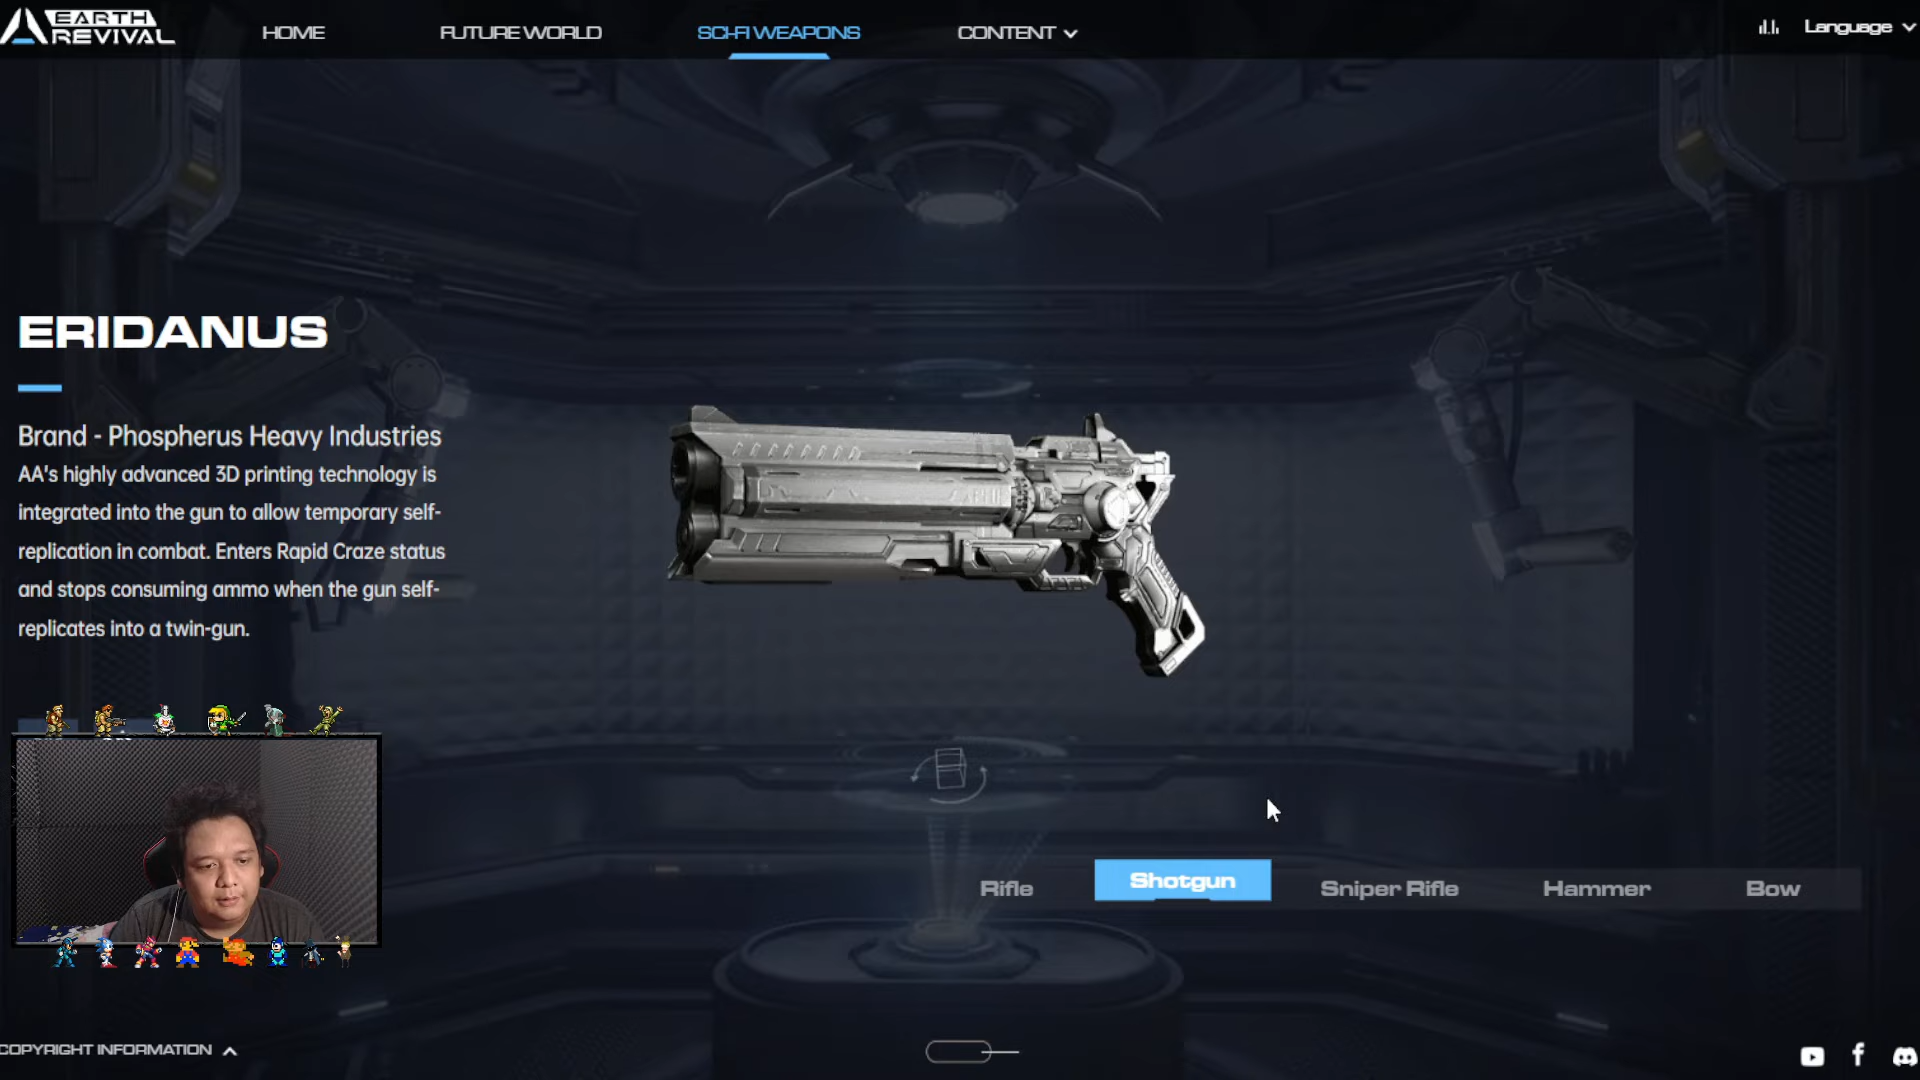 EARTH
REVIVAL
HOME
FUTURE WORLD
SCI-FI WEAPONS
CONTENT
Language
ERIDANUS
Brand - Phospherus Heavy Industries
AA's highly advanced 3D printing technology is
integrated into the gun to allow temporary self-
replication in combat. Enters Rapid Craze status
and stops consuming ammo when the gun self-
replicates into a twin-gun.
Rifle
Shotgun
Sniper Rifle
Hammer
Bow
COPYRIGHT INFORMATION